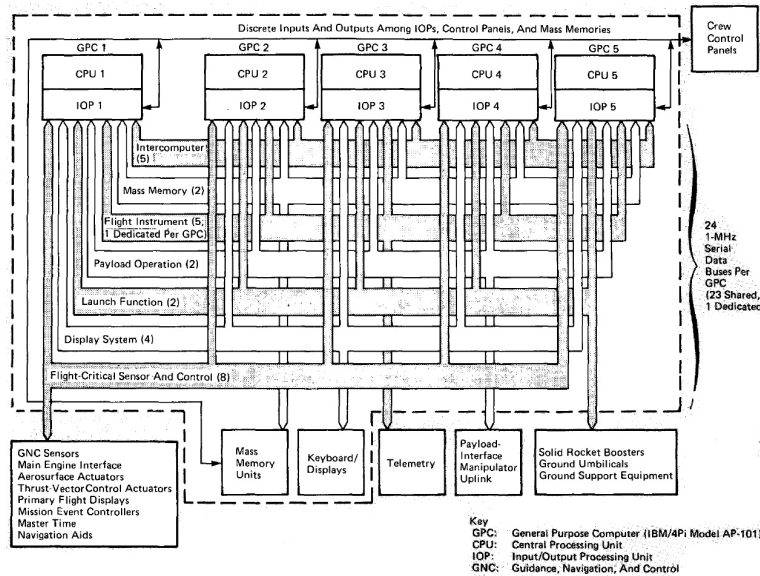 Discrete Inputs And Outputs Among IOPs, Control Panels, And Mass Memories
Crew
Control
Panels
GPC 1
GPC 2
GPC 3
GPC 4
GPC 5
CPU 1
CPU 2
CPU 3
CPU 4
CPU 5
IOP 1
IOP 2
IOP 3
IOP 4
IOP 5
Intercomputer
(5)
Mass Memory (2)
Flight Instrument (5,
1 Dedicated Per GPC)
Payload Operation (2)
Launch Function (2)
Display System (4)
Flight-Critical Sensor And Control (8)
24
1-MHz
Serial
Data
Buses Per
GPC
(23 Shared,
1 Dedicated
GNC Sensors
Main Engine Interface
Aerosurface Actuators
Thrust-Vector Control Actuators
Primary Flight Displays
Mission Event Controllers
Master Time
Navigation Aids
Mass
Memory
Units
Keyboard/
Displays
Telemetry
Payload-
Interface
Manipulator
Uplink
Solid Rocket Boosters
Ground Umbilicals
Ground Support Equipment
Key
GPC: General Purpose Computer (IBM/4Pi Model AP-101)
CPU: Central Processing Unit
IOP: Input/Output Processing Unit
GNC: Guidance, Navigation, And Control